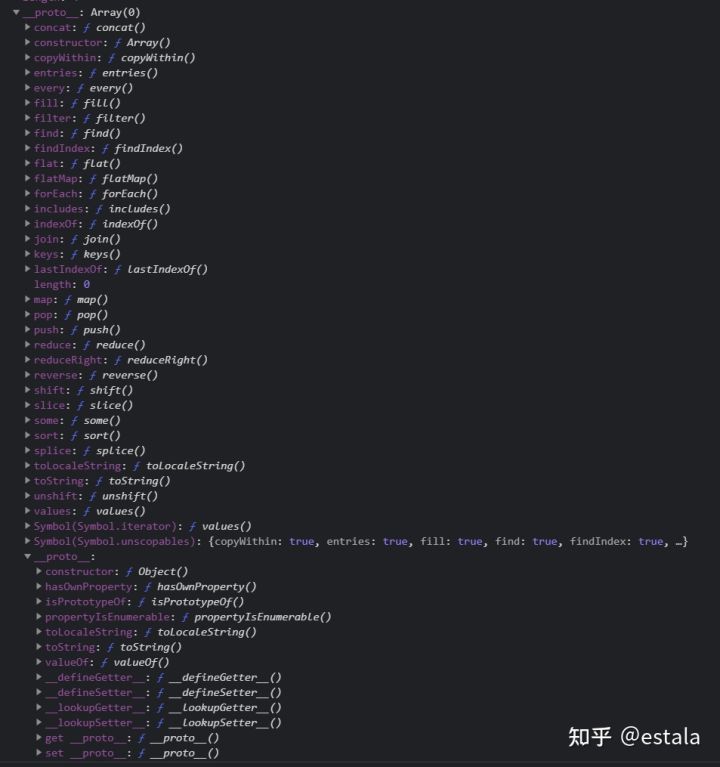 __proto__: Array(0)
concat: ƒ concat()
constructor: ƒ Array()
copyWithin: ƒ copyWithin()
entries: ƒ entries()
every: ƒ every()
fill: ƒ fill()
filter: ƒ filter()
find: ƒ find()
findIndex: ƒ findIndex()
flat: ƒ flat()
flatMap: ƒ flatMap()
forEach: ƒ forEach()
includes: ƒ includes()
indexOf: ƒ indexOf()
join: ƒ join()
keys: ƒ keys()
lastIndexOf: ƒ lastIndexOf()
length: 0
map: ƒ map()
pop: ƒ pop()
push: ƒ push()
reduce: ƒ reduce()
reduceRight: ƒ reduceRight()
reverse: ƒ reverse()
shift: ƒ shift()
slice: ƒ slice()
some: ƒ some()
sort: ƒ sort()
splice: ƒ splice()
toLocaleString: ƒ toLocaleString()
toString: ƒ toString()
unshift: ƒ unshift()
values: ƒ values()
Symbol(Symbol.iterator): ƒ values()
Symbol(Symbol.unscopables): {copyWithin: true, entries: true, fill: true, find: true, findIndex: true, …}
__proto__:
constructor: ƒ Object()
hasOwnProperty: ƒ hasOwnProperty()
isPrototypeOf: ƒ isPrototypeOf()
propertyIsEnumerable: ƒ propertyIsEnumerable()
toLocaleString: ƒ toLocaleString()
toString: ƒ toString()
valueOf: ƒ valueOf()
__defineGetter__: ƒ __defineGetter__()
__defineSetter__: ƒ __defineSetter__()
__lookupGetter__: ƒ __lookupGetter__()
__lookupSetter__: ƒ __lookupSetter__()
get __proto__: ƒ __proto__()
set __proto__: ƒ __proto__()
知乎 @estala